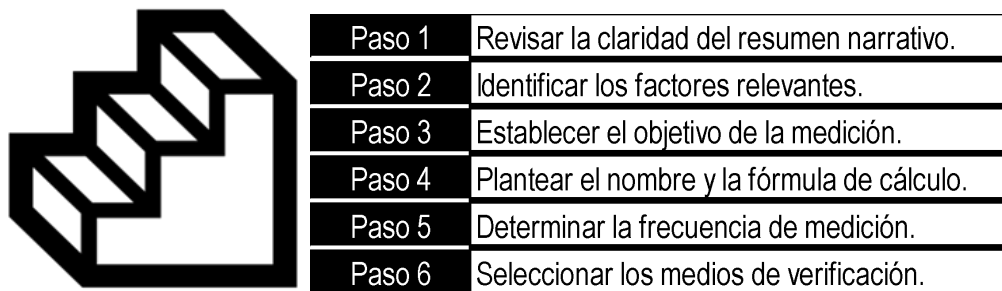 Paso 1 Revisar la claridad del resumen narrativo.
Paso 2 Identificar los factores relevantes.
Paso 3 Establecer el objetivo de la medición.
Paso 4 Plantear el nombre y la fórmula de cálculo.
Paso 5 Determinar la frecuencia de medición.
Paso 6 Seleccionar los medios de verificación.